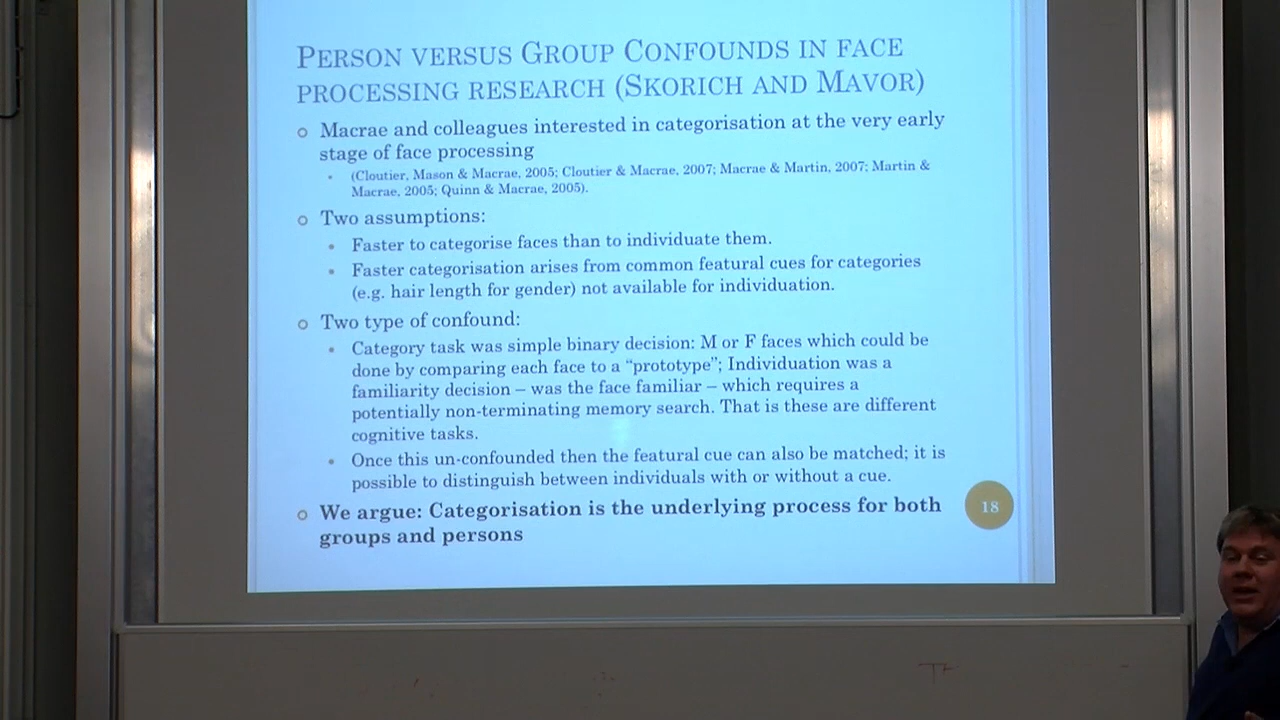 PERSON VERSUS GROUP CONFOUNDS IN FACE
PROCESSING RESEARCH (SKORICH AND MAVOR)
Macrae and colleagues interested in categorisation at the very early
stage of face processing
(Cloutier, Mason & Macrae, 2005; Cloutier & Macrae, 2007; Macrae & Martin, 2007; Martin &
Macrae, 2005; Quinn & Macrae, 2005).
Two assumptions:
Faster to categorise faces than to individuate them.
Faster categorisation arises from common featural cues for categories
(e.g. hair length for gender) not available for individuation.
Two type of confound:
Category task was simple binary decision: M or F faces which could be
done by comparing each face to a “prototype”; Individuation was a
familiarity decision – was the face familiar – which requires a
potentially non-terminating memory search. That is these are different
cognitive tasks.
Once this un-confounded then the featural cue can also be matched; it is
possible to distinguish between individuals with or without a cue.
We argue: Categorisation is the underlying process for both
groups and persons
18